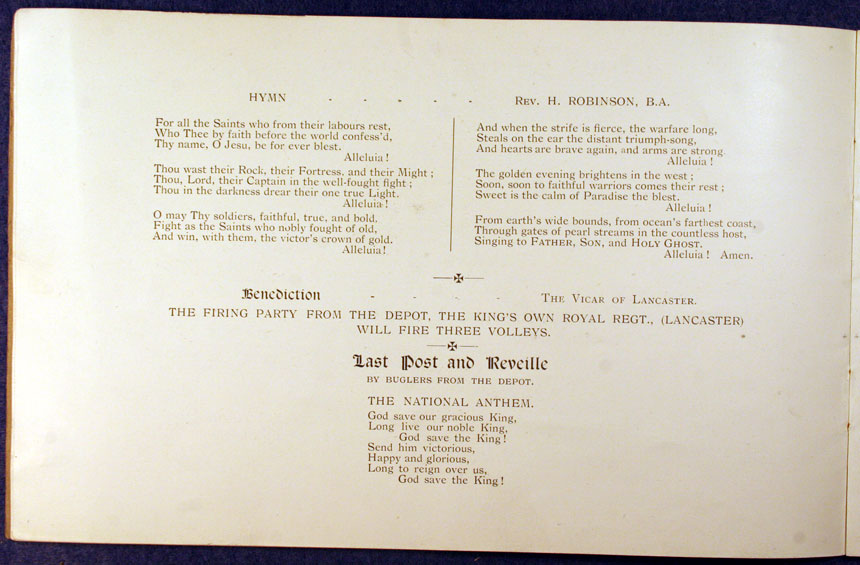 HYMN - - - - - REV. H. ROBINSON, B.A.
For all the Saints who from their labours rest,
Who Thee by faith before the world confess'd,
Thy name, O Jesu, be for ever blest.
Alleluia!
Thou wast their Rock, their Fortress, and their Might;
Thou, Lord, their Captain in the well-fought fight;
Thou in the darkness drear their one true Light.
Alleluia!
O may Thy soldiers, faithful, true, and bold,
Fight as the Saints who nobly fought of old,
And win, with them, the victor's crown of gold.
Alleluia!
And when the strife is fierce, the warfare long,
Steals on the ear the distant triumph-song,
And hearts are brave again, and arms are strong.
Alleluia!
The golden evening brightens in the west;
Soon, soon to faithful warriors comes their rest;
Sweet is the calm of Paradise the blest.
Alleluia!
From earth's wide bounds, from ocean's farthest coast,
Through gates of pearl streams in the countless host,
Singing to FATHER, SON, and HOLY GHOST.
Alleluia! Amen.
Benediction - - - - THE VICAR OF LANCASTER.
THE FIRING PARTY FROM THE DEPOT, THE KING'S OWN ROYAL REGT., (LANCASTER)
WILL FIRE THREE VOLLEYS.
Last Post and Reveille
BY BUGLERS FROM THE DEPOT.
THE NATIONAL ANTHEM.
God save our gracious King,
Long live our noble King,
God save the King!
Send him victorious,
Happy and glorious,
Long to reign over us,
God save the King!